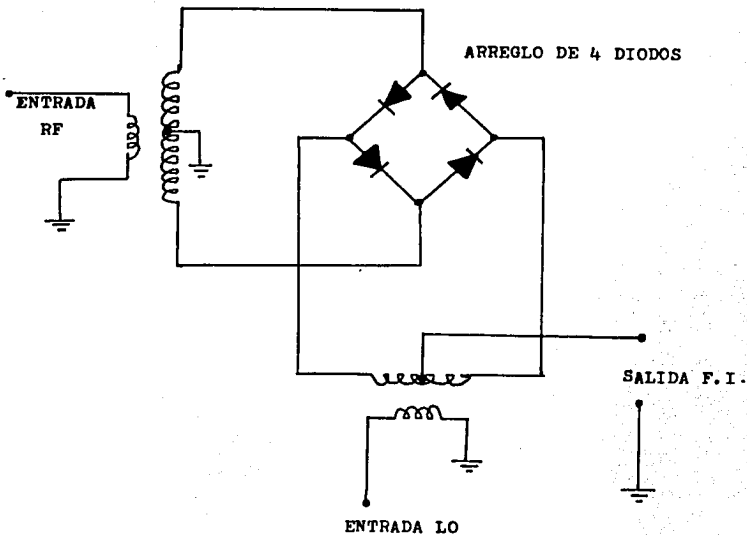 ARREGLO DE 4 DIODOS
ENTRADA
RF
SALIDA F.I.
ENTRADA LO